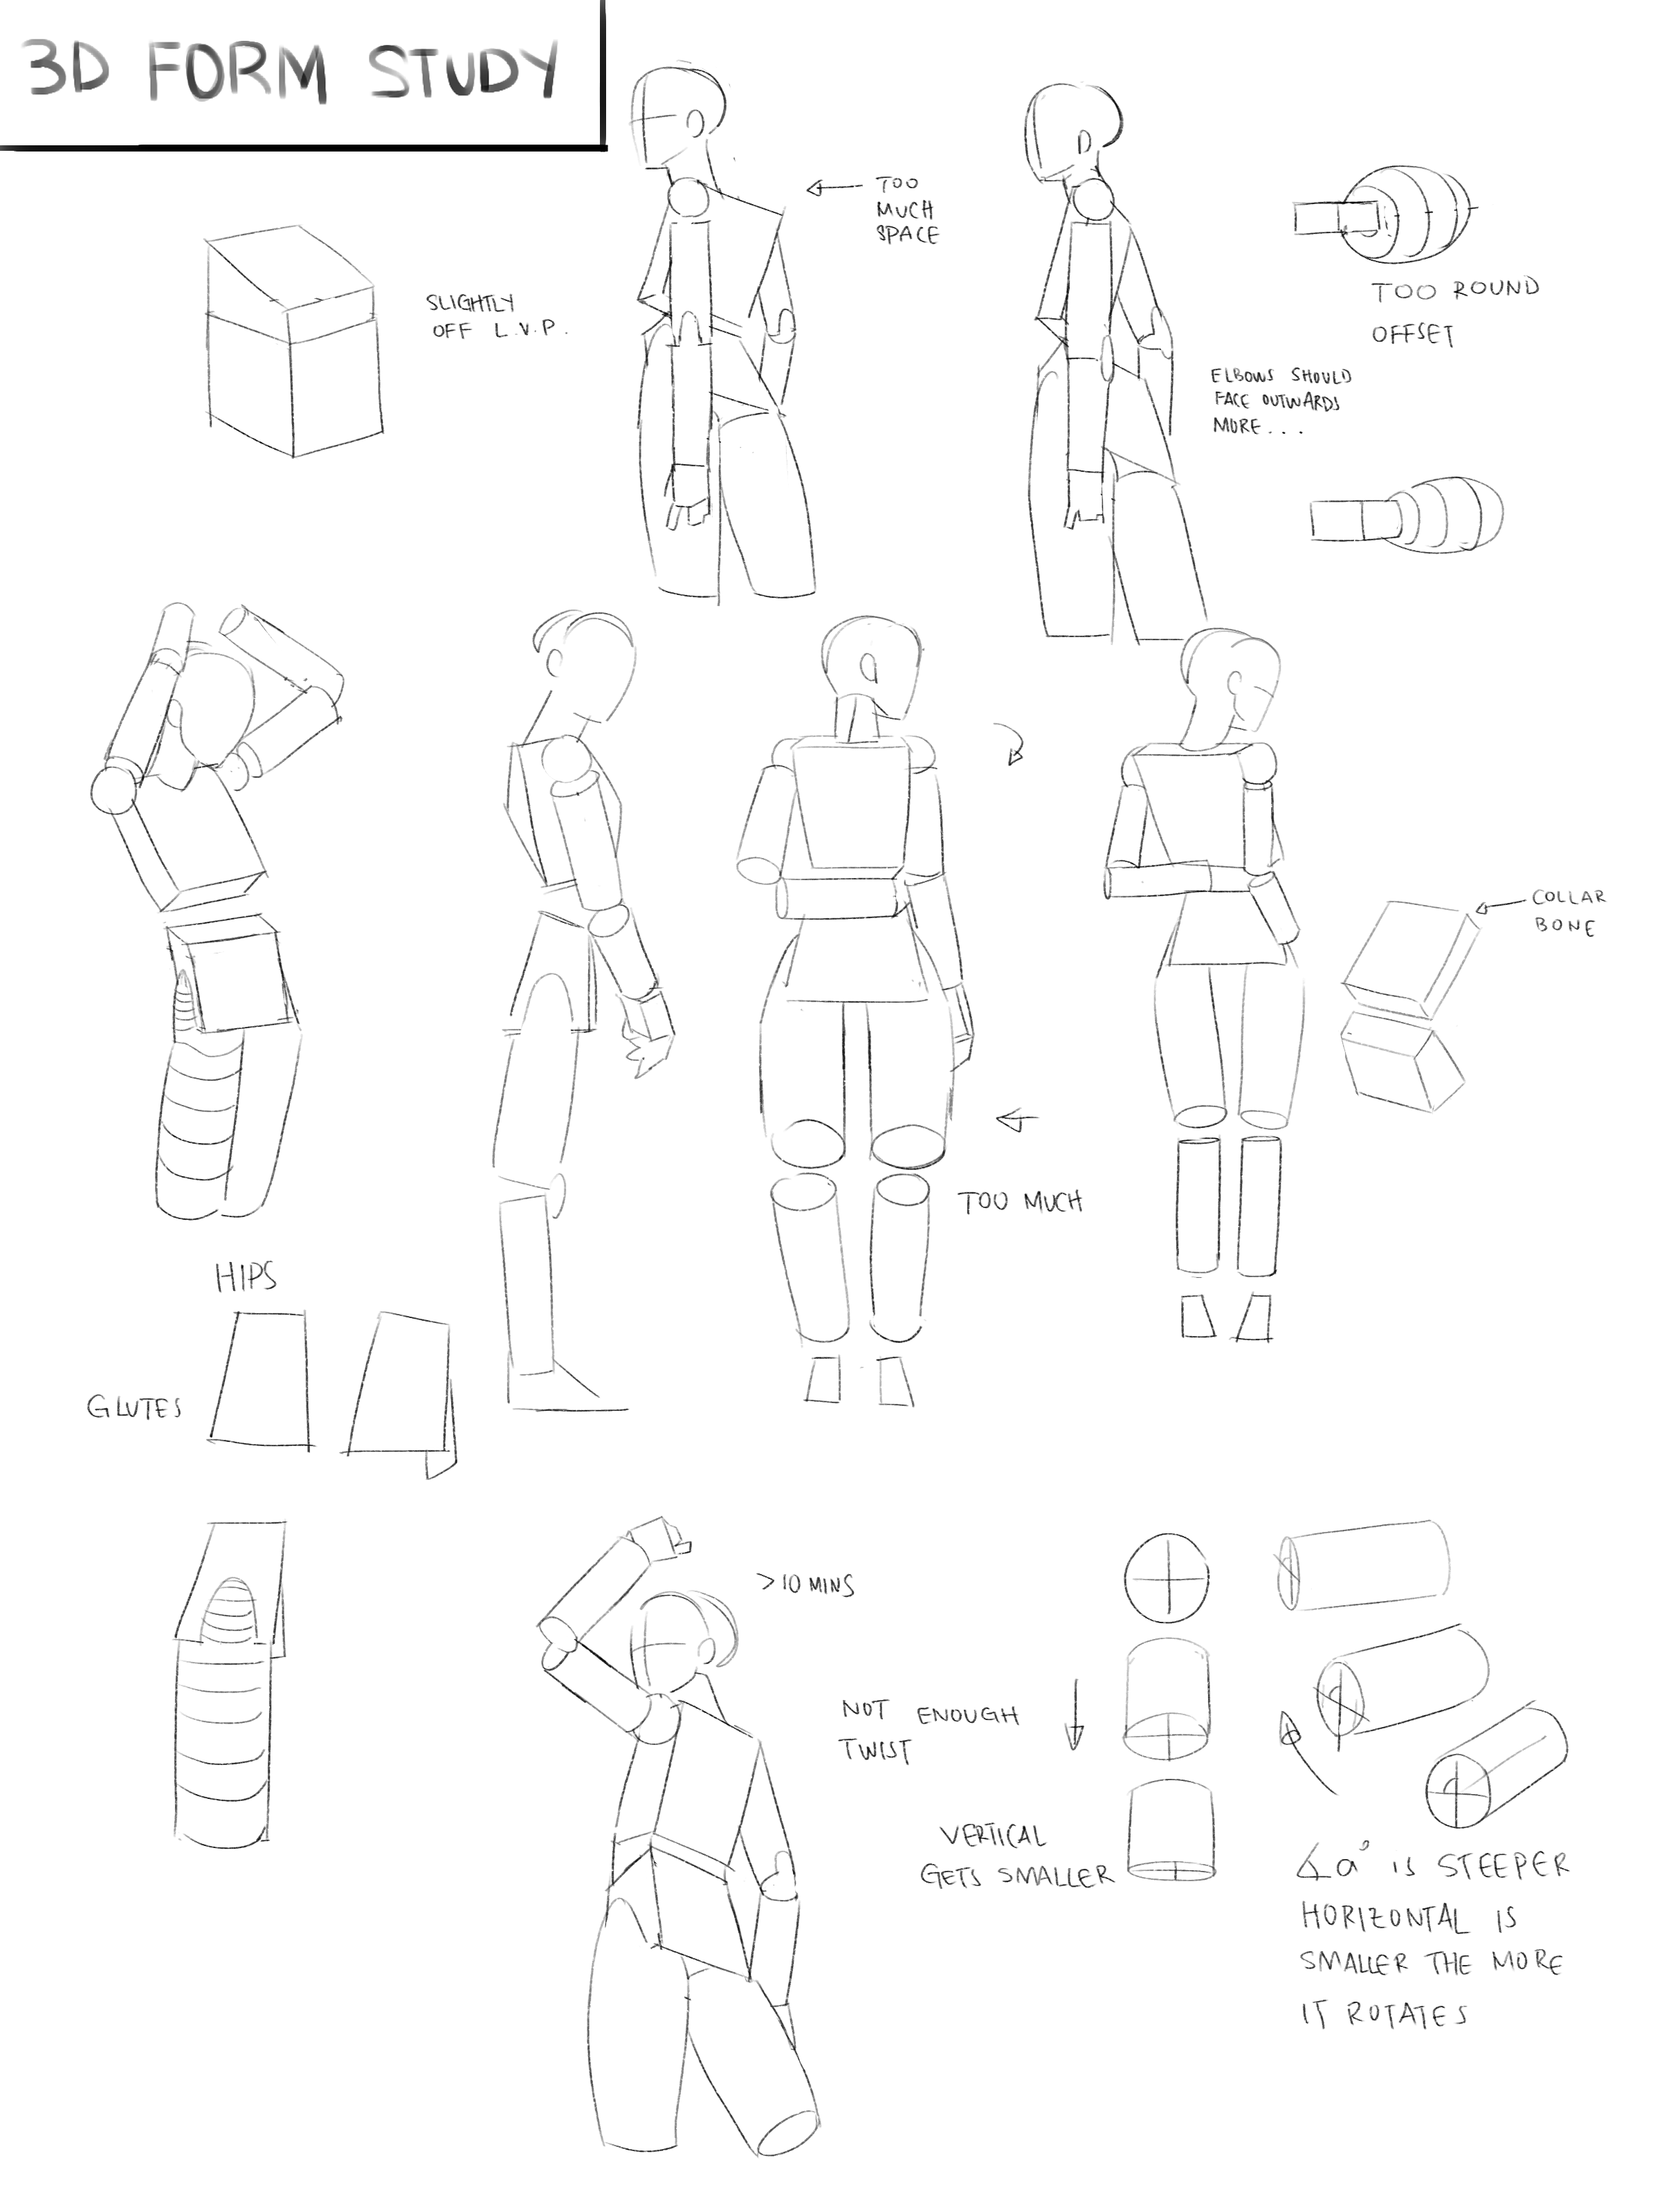 3D FORM STUDY
TOO
MUCH
SPACE
SLIGHTLY
OFF L.V.P.
TOO ROUND
OFFSET
ELBOWS SHOULD
FACE OUTWARDS
MORE...
COLLAR
BONE
TOO MUCH
HIPS
GLUTES
>10 MINS
NOT ENOUGH
TWIST
VERTICAL
GETS SMALLER
∡a° IS STEEPER
HORIZONTAL IS
SMALLER THE MORE
IT ROTATES